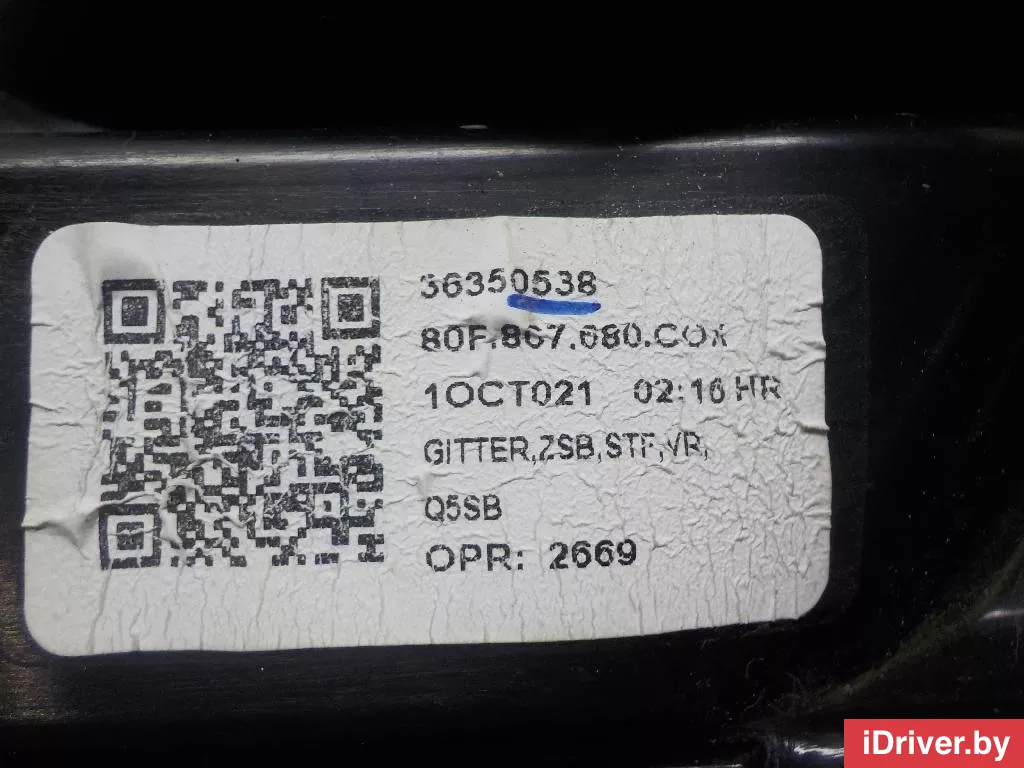 36350538
80F.867.680.COX
1OCT021 02:16 HR
GITTER,ZSB,STF,VR,
Q5SB
OPR: 2669
iDriver.by